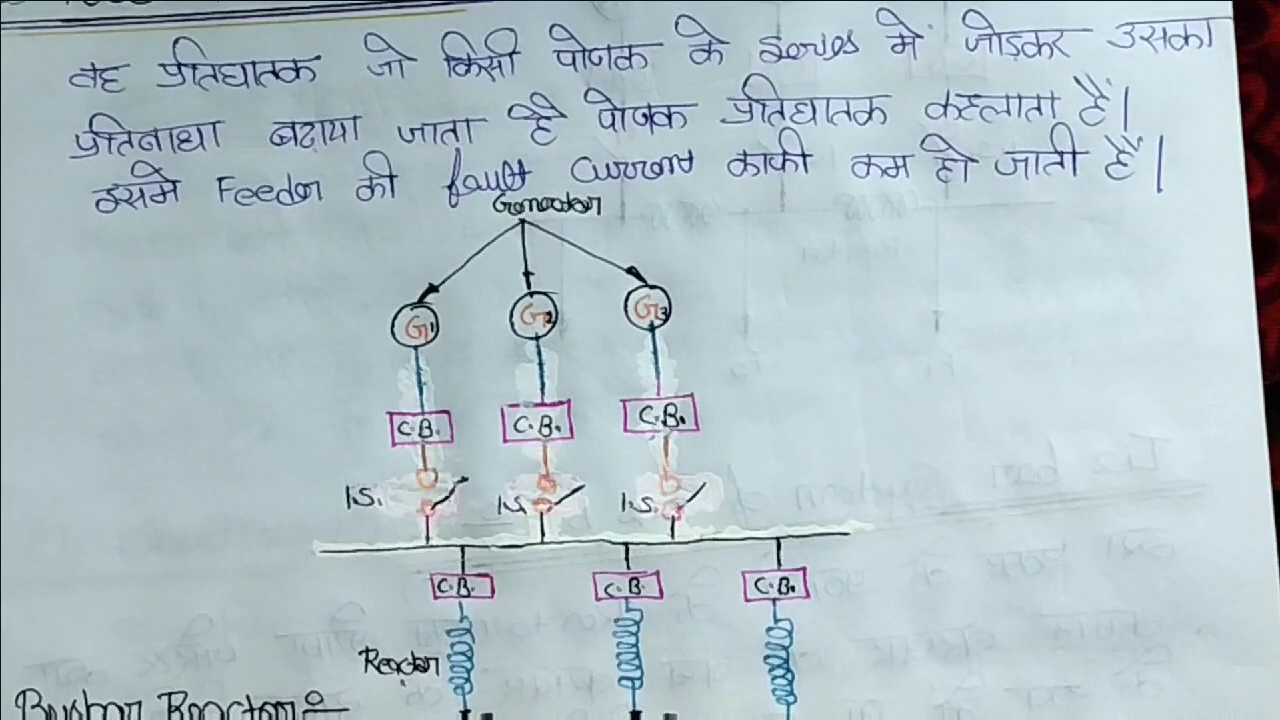 वह प्रतिघातक जो किसी पोषक के series में जोड़कर उसका
प्रतिबाधा बढ़ाया जाता है पोषक प्रतिघातक कहलाता है।
इसमे Feeder की fault current काफी कम हो जाती है।
Generator
G1 G2 G3
C.B. C.B. C.B.
I.S. I.S. I.S.
C.B. C.B. C.B.
Reactor
Busbar Reactor:-